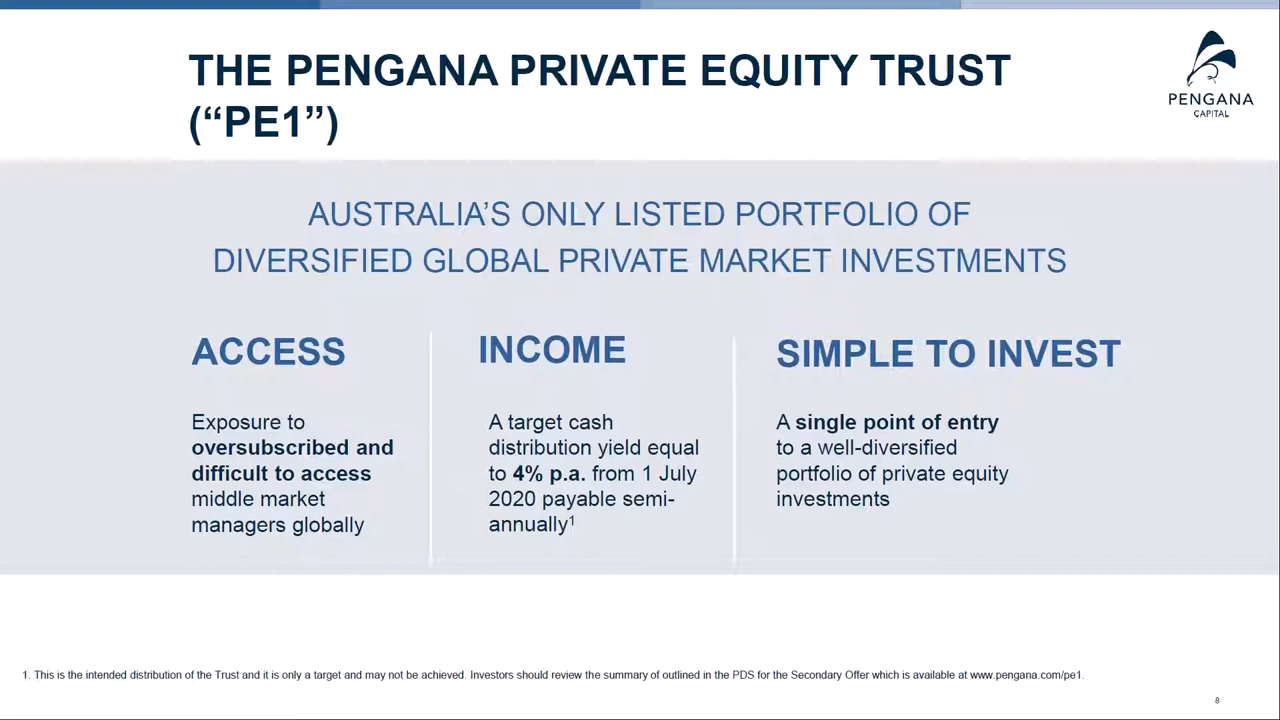 THE PENGANA PRIVATE EQUITY TRUST
(“PE1”)
PENGANA
CAPITAL
AUSTRALIA’S ONLY LISTED PORTFOLIO OF
DIVERSIFIED GLOBAL PRIVATE MARKET INVESTMENTS
ACCESS
Exposure to
oversubscribed and
difficult to access
middle market
managers globally
INCOME
A target cash
distribution yield equal
to 4% p.a. from 1 July
2020 payable semi-
annually¹
SIMPLE TO INVEST
A single point of entry
to a well-diversified
portfolio of private equity
investments
1. This is the intended distribution of the Trust and it is only a target and may not be achieved. Investors should review the summary of outlined in the PDS for the Secondary Offer which is available at www.pengana.com/pe1.
8